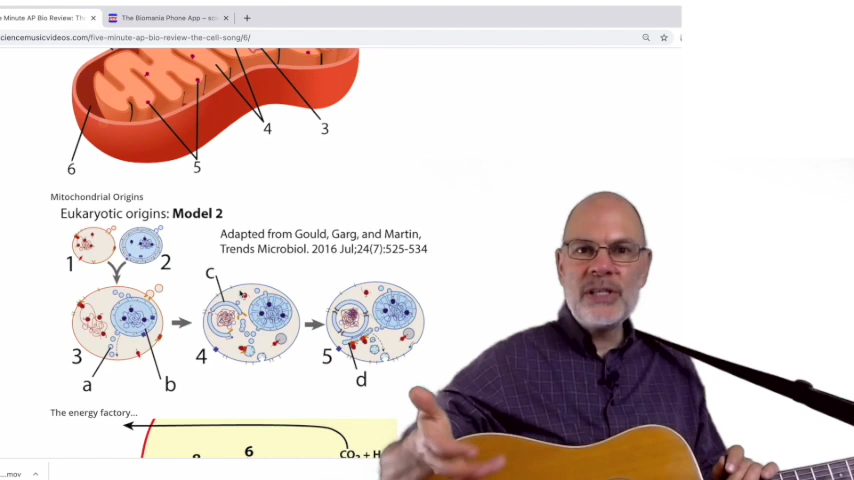 e Minute AP Bio Review: The
The Biomania Phone App – sc
ciencemusicvideos.com/five-minute-ap-bio-review-the-cell-song/6/
4
3
5
6
Mitochondrial Origins
Eukaryotic origins: Model 2
Adapted from Gould, Garg, and Martin,
Trends Microbiol. 2016 Jul;24(7):525-534
1
2
c
3
4
5
a
b
d
The energy factory...
6
CO2 + H
....mov